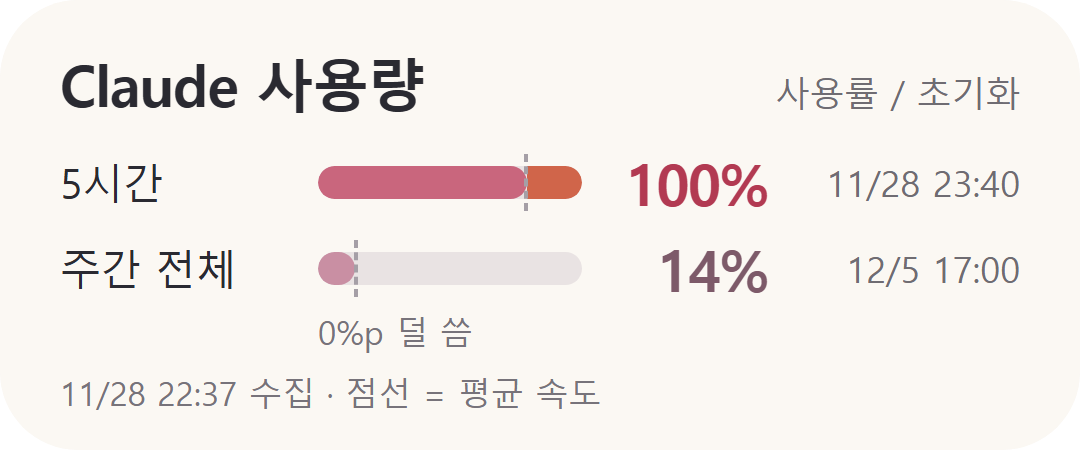 Claude 사용량 사용률 / 초기화
5시간 100% 11/28 23:40
주간 전체 14% 12/5 17:00
0%p 덜 씀
11/28 22:37 수집 · 점선 = 평균 속도